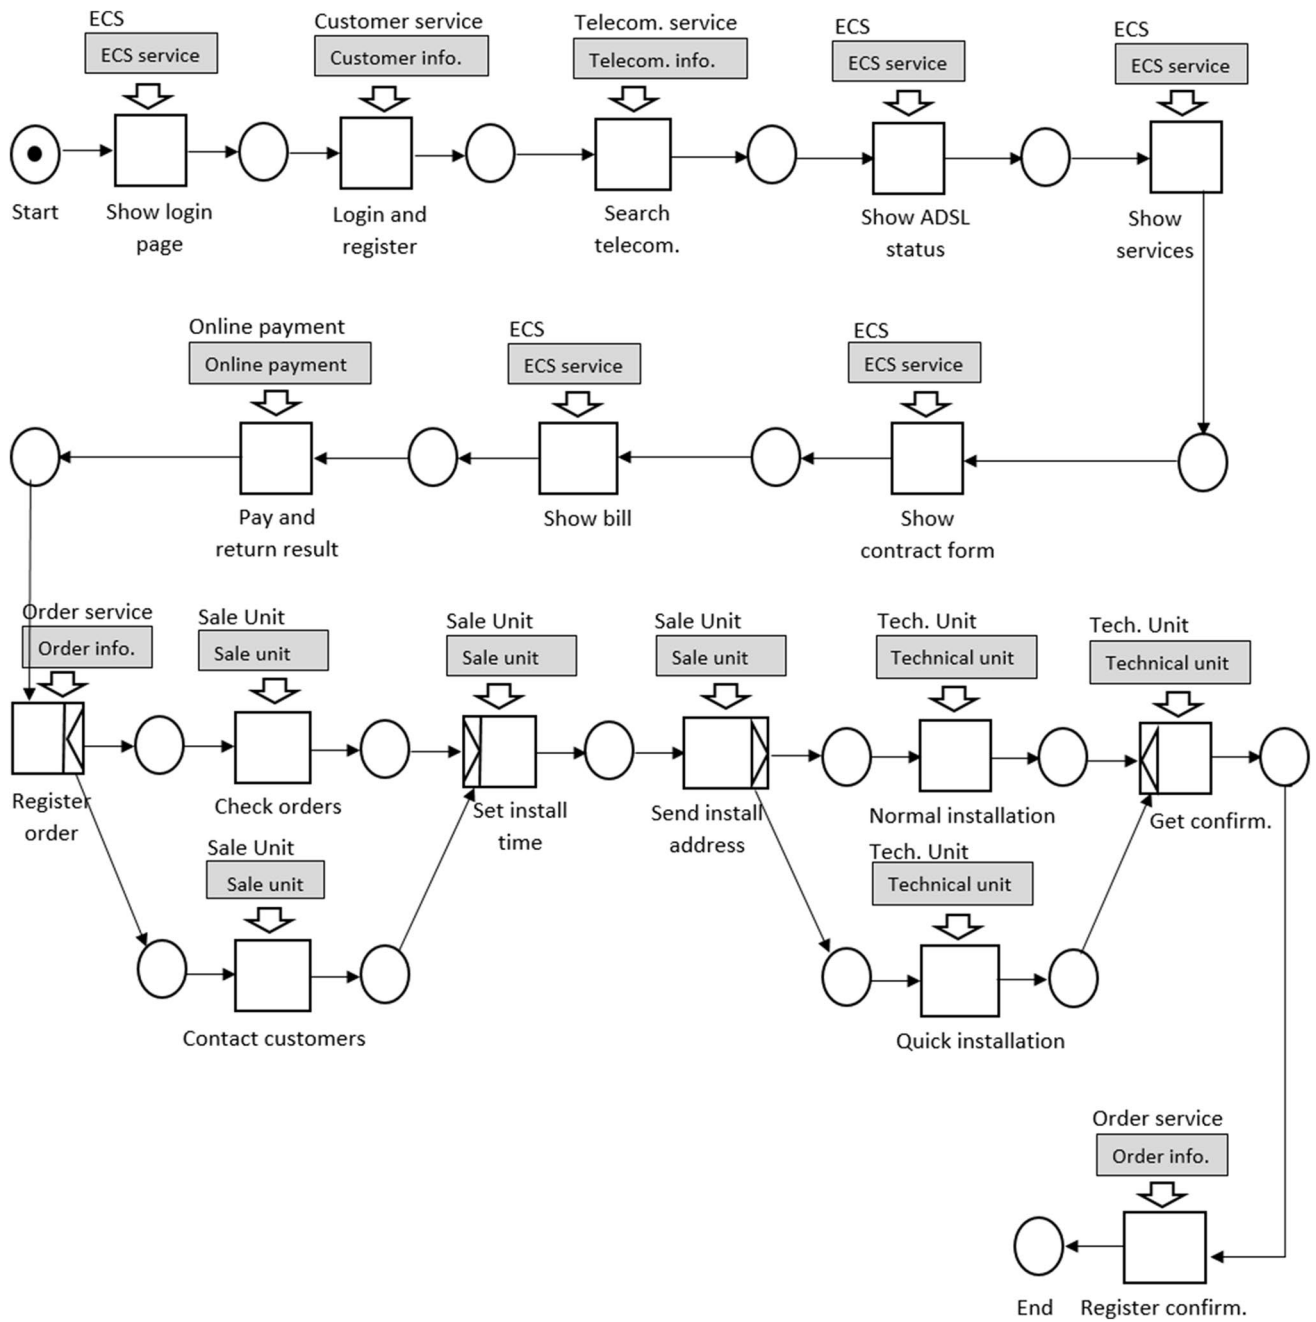 ECS
ECS service
Customer service
Customer info.
Telecom. service
Telecom. info.
ECS
ECS service
ECS
ECS service
Start
Show login
page
Login and
register
Search
telecom.
Show ADSL
status
Show
services
Online payment
Online payment
ECS
ECS service
ECS
ECS service
Pay and
return result
Show bill
Show
contract form
Order service
Order info.
Sale Unit
Sale unit
Sale Unit
Sale unit
Sale Unit
Sale unit
Tech. Unit
Technical unit
Tech. Unit
Technical unit
Register
order
Check orders
Set install
time
Send install
address
Normal installation
Get confirm.
Sale Unit
Sale unit
Tech. Unit
Technical unit
Contact customers
Quick installation
Order service
Order info.
End
Register confirm.